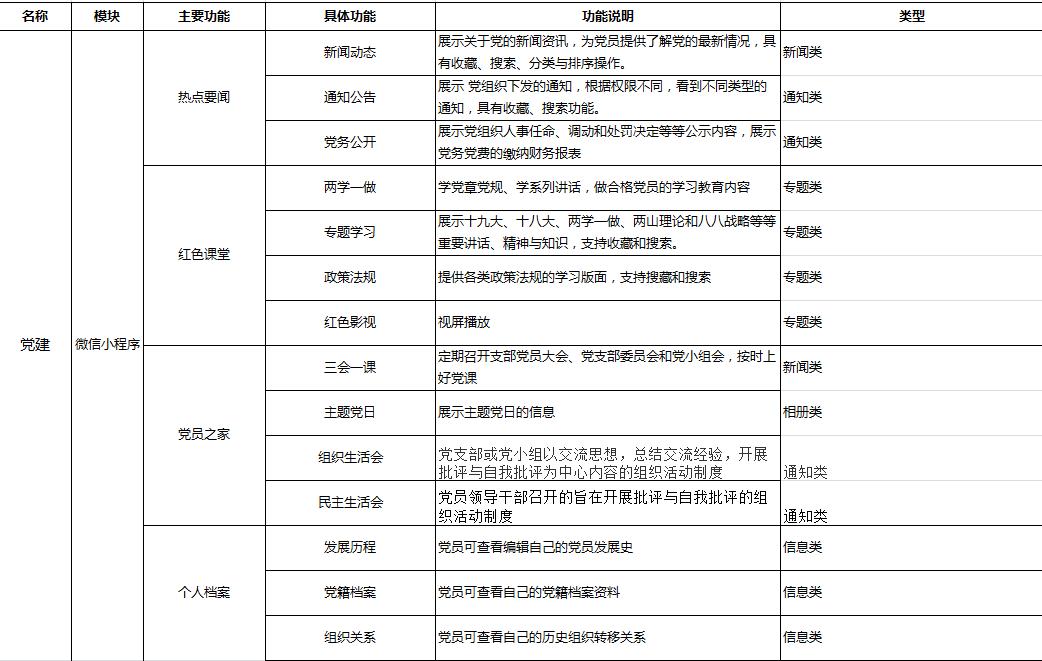 名称 模块 主要功能 具体功能 功能说明 类型
党建 微信小程序
热点要闻
新闻动态 展示关于党的新闻资讯，为党员提供了解党的最新情况，具
有收藏、搜索、分类与排序操作。 新闻类
通知公告 展示 党组织下发的通知，根据权限不同，看到不同类型的
通知，具有收藏、搜索功能。 通知类
党务公开 展示党组织人事任命、调动和处罚决定等等公示内容，展示
党务党费的缴纳财务报表 通知类
红色课堂
两学一做 学党章党规、学系列讲话，做合格党员的学习教育内容 专题类
专题学习 展示十九大、十八大、两学一做、两山理论和八八战略等等
重要讲话、精神与知识，支持收藏和搜索。 专题类
政策法规 提供各类政策法规的学习版面，支持搜藏和搜索 专题类
红色影视 视屏播放 专题类
党员之家
三会一课 定期召开支部党员大会、党支部委员会和党小组会，按时上
好党课 新闻类
主题党日 展示主题党日的信息 相册类
组织生活会 党支部或党小组以交流思想，总结交流经验，开展
批评与自我批评为中心内容的组织活动制度 通知类
民主生活会 党员领导干部召开的旨在开展批评与自我批评的组
织活动制度 通知类
个人档案
发展历程 党员可查看编辑自己的党员发展史 信息类
党籍档案 党员可查看自己的党籍档案资料 信息类
组织关系 党员可查看自己的历史组织转移关系 信息类